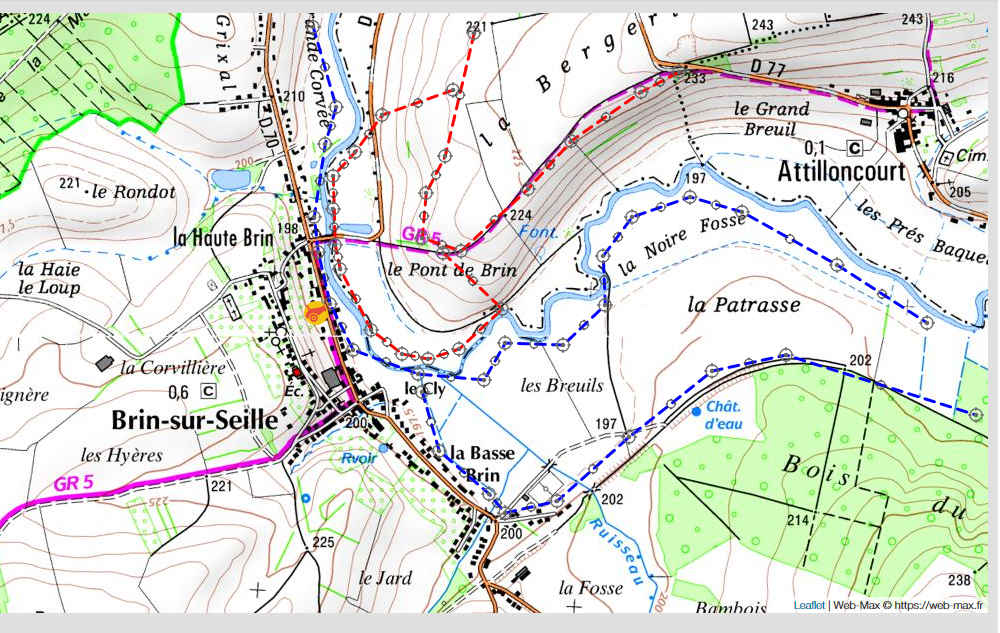 224
221
243
243
Grixal
210
D 70
ande Corvée
D
la
Berger
233
D 77
216
le Grand
Breuil
0,1 C
Attilloncourt
Cim.
205
200
221
le Rondot
la Haute Brin
198
225
224
GR 5
Font.
197
la Noire Fosse
les Prés Baque
le Pont de Brin
la Haie
le Loup
la Patrasse
la Corvillière
0,6 C
Éc.
le Cly
les Breuils
202
ignère
Brin-sur-Seille
200
197,5
197
Chât.
d'eau
les Hyères
Rvoir
la Basse
Brin
Bois
du
GR 5
221
225
202
214
225
200
Ruisseau
le Jard
la Fosse
200
238
Bambois
Leaflet | Web-Max © https://web-max.fr